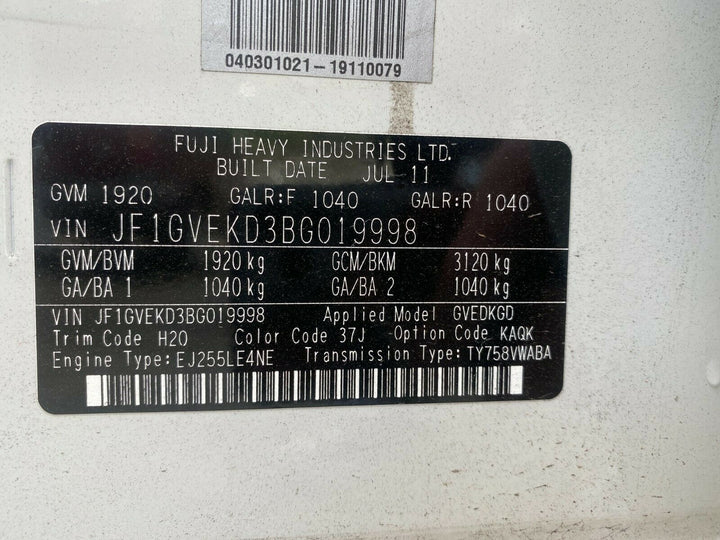 040301021-19110079
FUJI HEAVY INDUSTRIES LTD.
BUILT DATE JUL 11
GVM 1920 GALR:F 1040 GALR:R 1040
VIN JF1GVEKD3BG019998
GVM/BVM 1920 kg GCM/BKM 3120 kg
GA/BA 1 1040 kg GA/BA 2 1040 kg
VIN JF1GVEKD3BG019998 Applied Model GVEDKGD
Trim Code H20 Color Code 37J Option Code KAQK
Engine Type: EJ255LE4NE Transmission Type: TY758VWABA